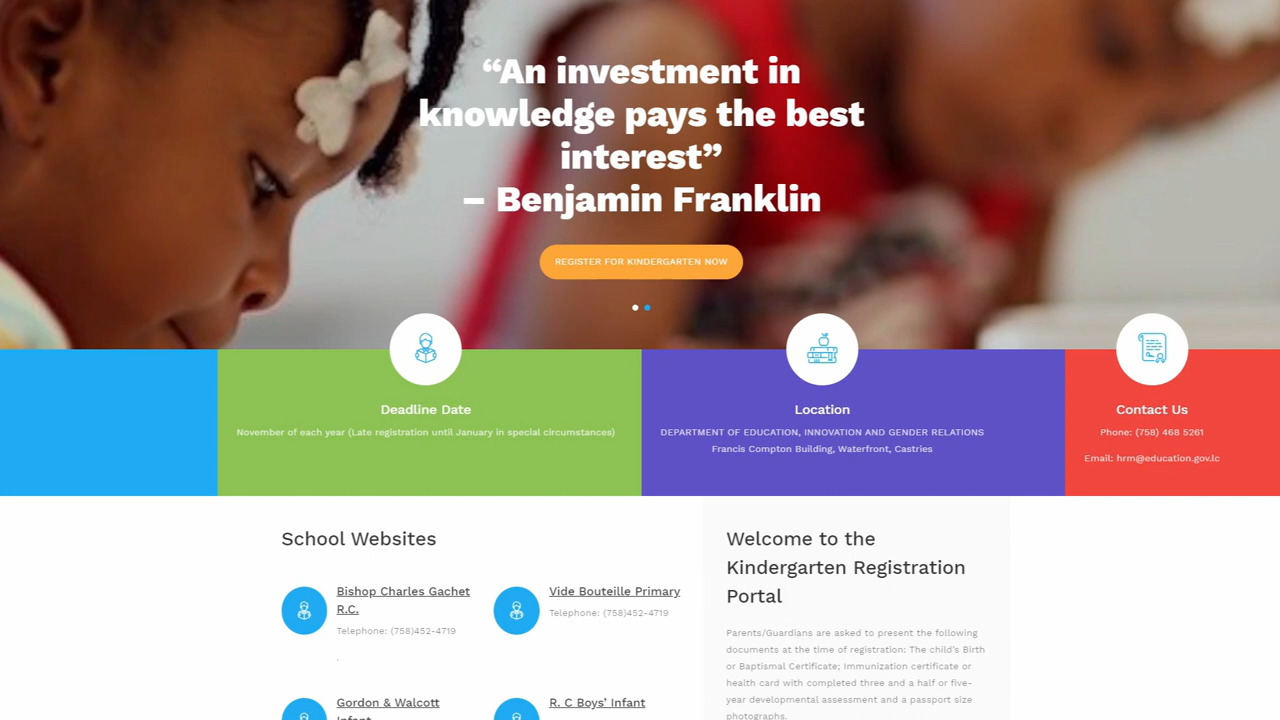 “An investment in
knowledge pays the best
interest”
– Benjamin Franklin
REGISTER FOR KINDERGARTEN NOW
Deadline Date
November of each year (Late registration until January in special circumstances)
Location
DEPARTMENT OF EDUCATION, INNOVATION AND GENDER RELATIONS
Francis Compton Building, Waterfront, Castries
Contact Us
Phone: (758) 468 5261
Email: hrm@education.gov.lc
School Websites
Bishop Charles Gachet
R.C.
Telephone: (758)452-4719
.
Vide Bouteille Primary
Telephone: (758)452-4719
Gordon & Walcott
Infant
R. C Boys’ Infant
Welcome to the
Kindergarten Registration
Portal
Parents/Guardians are asked to present the following
documents at the time of registration: The child’s Birth
or Baptismal Certificate; Immunization certificate or
health card with completed three and a half or five-
year developmental assessment and a passport size
photographs.